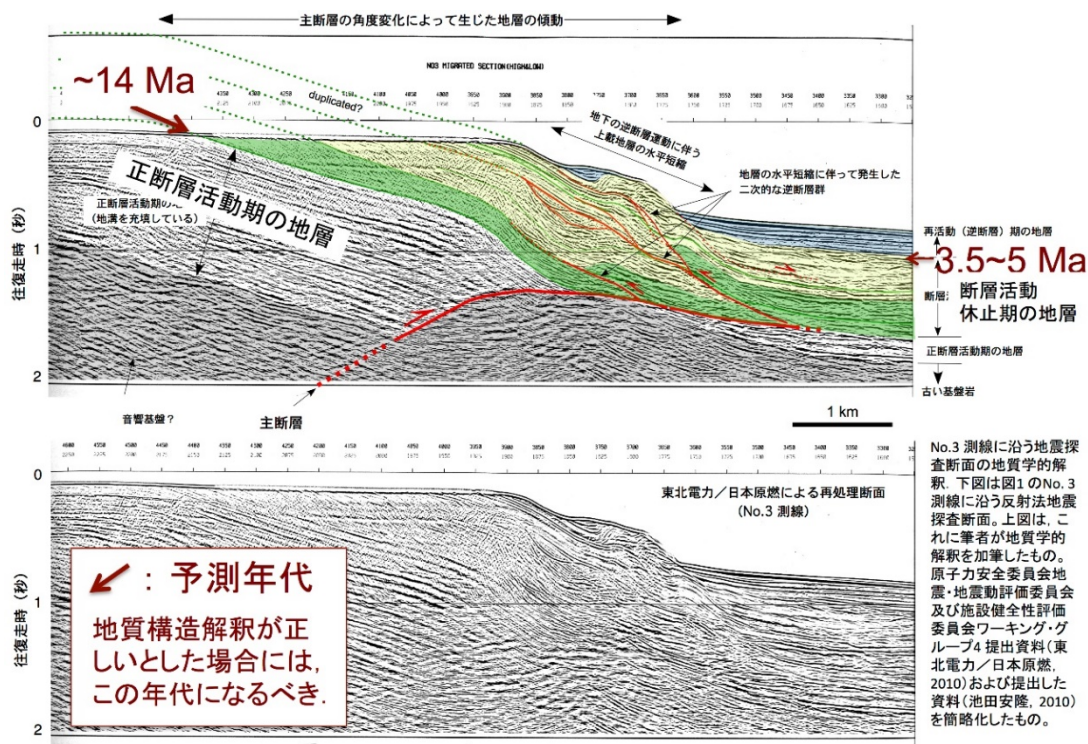 主断層の角度変化によって生じた地層の傾動
NO3 MIGRATED SECTION(HIGH&LOW)
~14 Ma
duplicated?
地下の逆断層運動に伴う
上載地層の水平短縮
地層の水平短縮に伴って発生した
二次的な逆断層群
正断層活動期の地層
正断層活動期の
(地溝を充填している)
再活動(逆断層)期の地層
3.5~5 Ma
断層
断層活動
休止期の地層
正断層活動期の地層
古い基盤岩
往復走時 (秒)
0
1
2
音響基盤?
主断層
1 km
東北電力/日本原燃による再処理断面
(No.3 測線)
往復走時 (秒)
0
1
2
: 予測年代
地質構造解釈が正
しいとした場合には,
この年代になるべき.
No.3 測線に沿う地震探
査断面の地質学的解
釈. 下図は図1 のNo. 3
測線に沿う反射法地震
探査断面。上図は, こ
れに筆者が地質学的
解釈を加筆したもの。
原子力安全委員会地
震・地震動評価委員会
及び施設健全性評価
委員会ワーキング・グ
ループ4 提出資料(東
北電力/日本原燃,
2010)および提出した
資料(池田安隆, 2010)
を簡略化したもの。